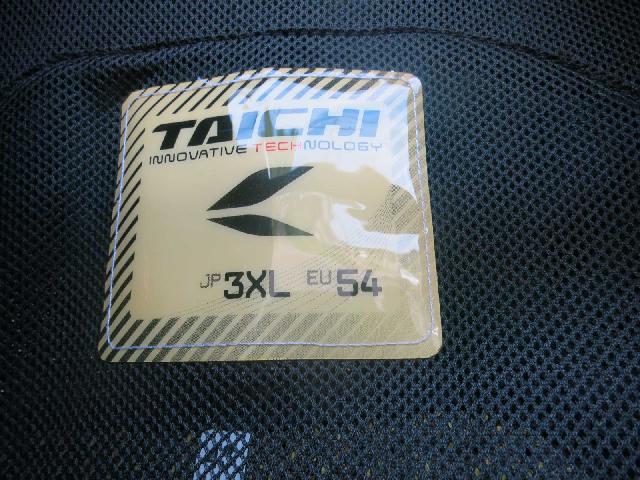 TAICHI
INNOVATIVE TECHNOLOGY
JP 3XL EU 54